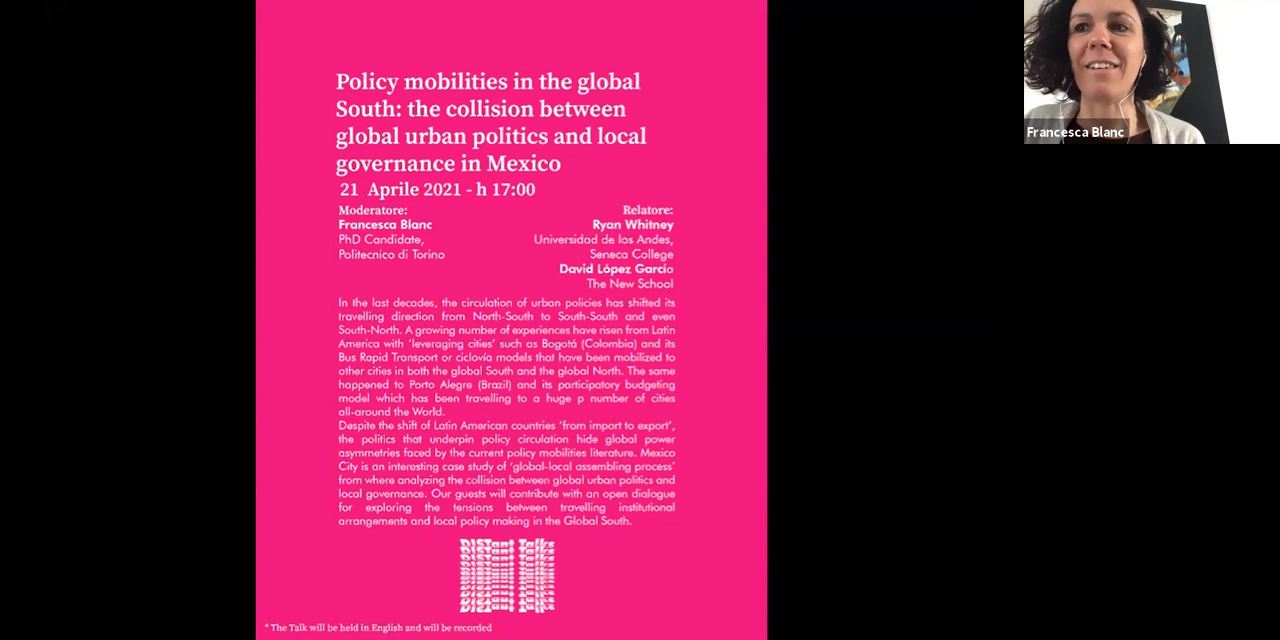 Policy mobilities in the global
South: the collision between
global urban politics and local
governance in Mexico
21 Aprile 2021 - h 17:00
Moderatore:
Francesca Blanc
PhD Candidate,
Politecnico di Torino
Relatore:
Ryan Whitney
Universidad de los Andes,
Seneca College
David López García
The New School
In the last decades, the circulation of urban policies has shifted its
travelling direction from North-South to South-South and even
South-North. A growing number of experiences have risen from Latin
America with ‘leveraging cities’ such as Bogotá (Colombia) and its
Bus Rapid Transport or ciclovía models that have been mobilized to
other cities in both the global South and the global North. The same
happened to Porto Alegre (Brazil) and its participatory budgeting
model which has been travelling to a huge p number of cities
all-around the World.
Despite the shift of Latin American countries ‘from import to export’,
the politics that underpin policy circulation hide global power
asymmetries faced by the current policy mobilities literature. Mexico
City is an interesting case study of ‘global-local assembling process’
from where analyzing the collision between global urban politics and
local governance. Our guests will contribute with an open dialogue
for exploring the tensions between travelling institutional
arrangements and local policy making in the Global South.
DISTant Talks
* The Talk will be held in English and will be recorded
Francesca Blanc